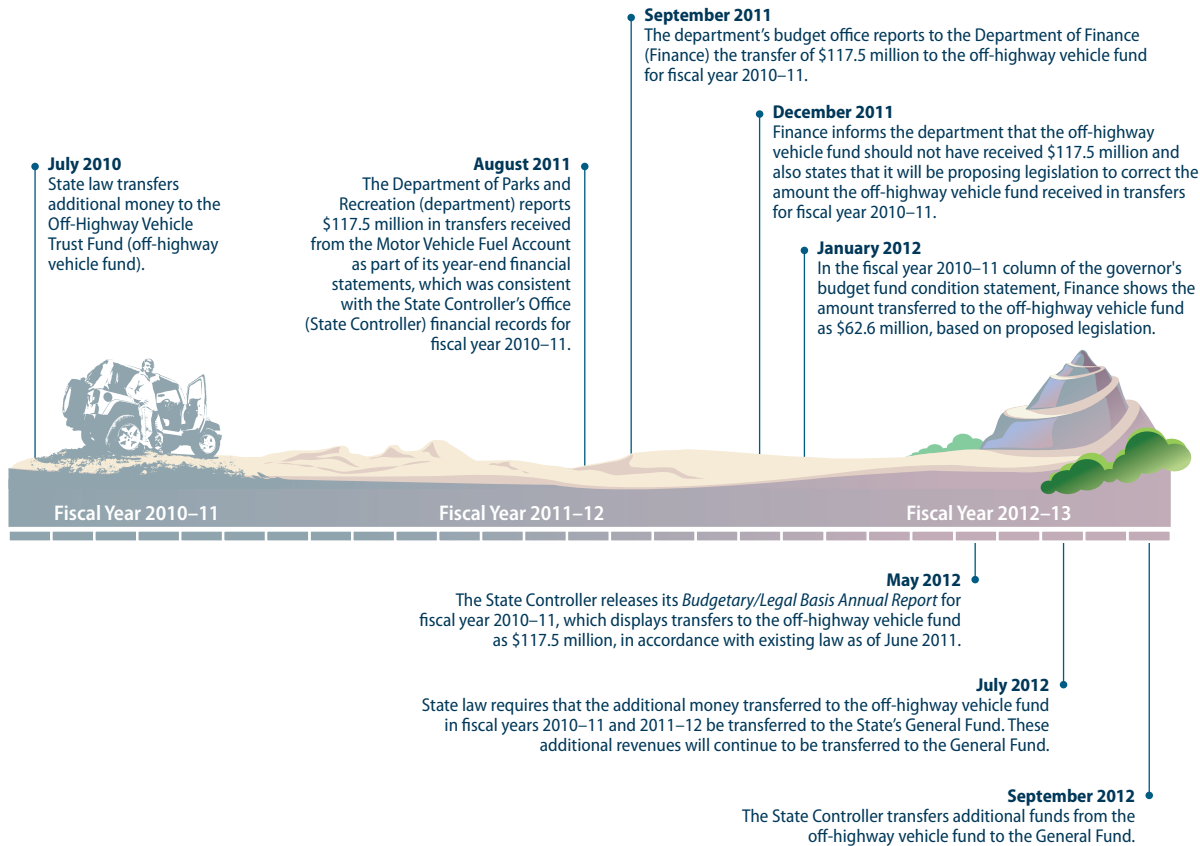 July 2010
State law transfers
additional money to the
Off-Highway Vehicle
Trust Fund (off-highway
vehicle fund).
August 2011
The Department of Parks and
Recreation (department) reports
$117.5 million in transfers received
from the Motor Vehicle Fuel Account
as part of its year-end financial
statements, which was consistent
with the State Controller's Office
(State Controller) financial records for
fiscal year 2010–11.
September 2011
The department's budget office reports to the Department of Finance
(Finance) the transfer of $117.5 million to the off-highway vehicle fund
for fiscal year 2010–11.
December 2011
Finance informs the department that the off-highway
vehicle fund should not have received $117.5 million and
also states that it will be proposing legislation to correct the
amount the off-highway vehicle fund received in transfers
for fiscal year 2010–11.
January 2012
In the fiscal year 2010–11 column of the governor's
budget fund condition statement, Finance shows the
amount transferred to the off-highway vehicle fund
as $62.6 million, based on proposed legislation.
Fiscal Year 2010–11
Fiscal Year 2011–12
Fiscal Year 2012–13
May 2012
The State Controller releases its Budgetary/Legal Basis Annual Report for
fiscal year 2010–11, which displays transfers to the off-highway vehicle fund
as $117.5 million, in accordance with existing law as of June 2011.
July 2012
State law requires that the additional money transferred to the off-highway vehicle fund
in fiscal years 2010–11 and 2011–12 be transferred to the State's General Fund. These
additional revenues will continue to be transferred to the General Fund.
September 2012
The State Controller transfers additional funds from the
off-highway vehicle fund to the General Fund.